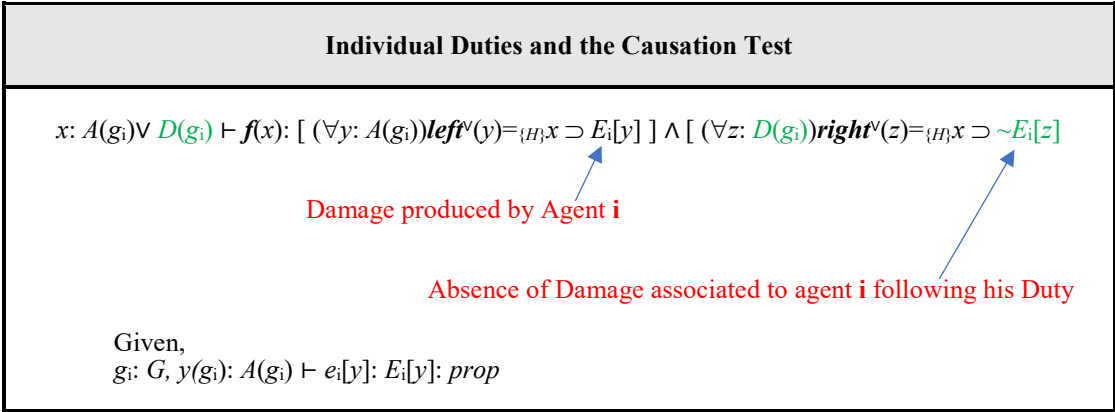 Individual Duties and the Causation Test
x: A(gᵢ)∨ D(gᵢ) ⊢ f(x): [ (∀y: A(gᵢ))leftᵛ(y)=₍H₎x ⊃ Eᵢ[y] ] ∧ [ (∀z: D(gᵢ))rightᵛ(z)={H}x ⊃ ~Eᵢ[z]
Damage produced by Agent i
Absence of Damage associated to agent i following his Duty
Given,
gᵢ: G, y(gᵢ): A(gᵢ) ⊢ eᵢ[y]: Eᵢ[y]: prop